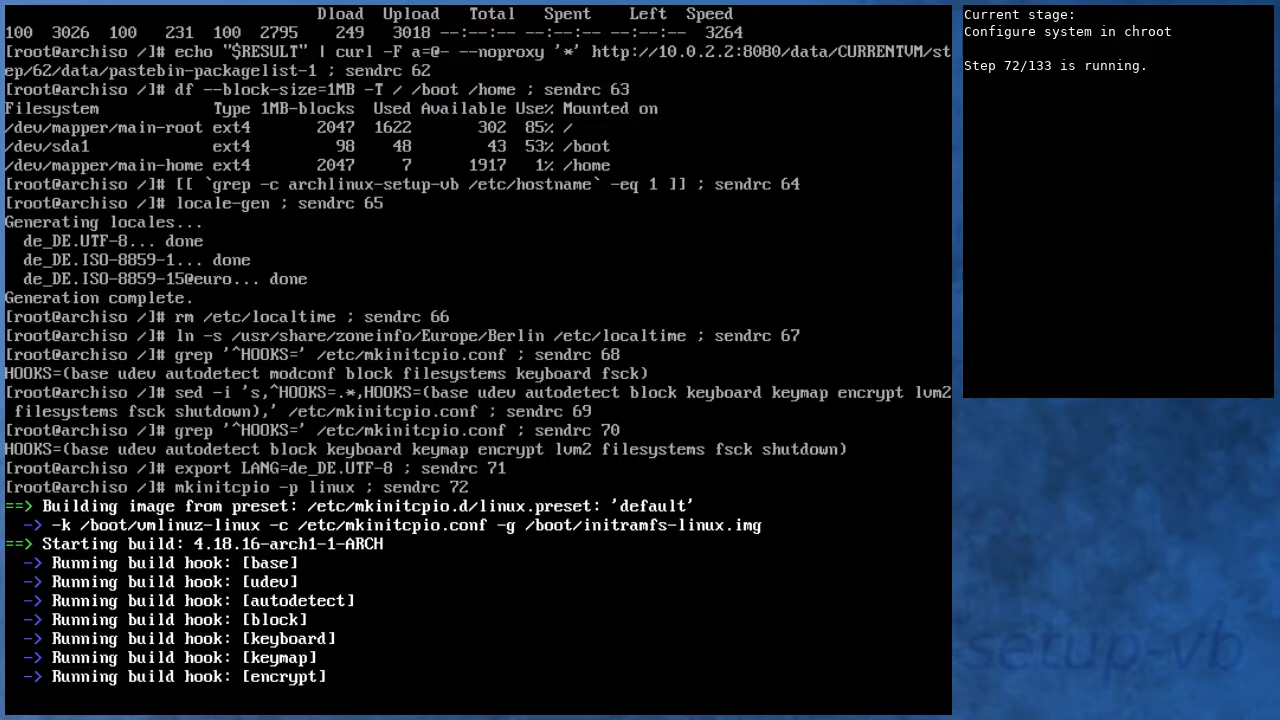 Dload  Upload   Total   Spent    Left  Speed
100  3026  100   231  100  2795    249   3018 --:--:-- --:--:-- --:--:--  3264
[root@archiso /]# echo "$RESULT" | curl -F a=@- --noproxy '*' http://10.0.2.2:8080/data/CURRENTVM/st
ep/62/data/pastebin-packagelist-1 ; sendrc 62
[root@archiso /]# df --block-size=1MB -T / /boot /home ; sendrc 63
Filesystem            Type 1MB-blocks  Used Available Use% Mounted on
/dev/mapper/main-root ext4       2047  1622       302  85% /
/dev/sda1             ext4         98    48        43  53% /boot
/dev/mapper/main-home ext4       2047     7      1917   1% /home
[root@archiso /]# [[ `grep -c archlinux-setup-vb /etc/hostname` -eq 1 ]] ; sendrc 64
[root@archiso /]# locale-gen ; sendrc 65
Generating locales...
  de_DE.UTF-8... done
  de_DE.ISO-8859-1... done
  de_DE.ISO-8859-15@euro... done
Generation complete.
[root@archiso /]# rm /etc/localtime ; sendrc 66
[root@archiso /]# ln -s /usr/share/zoneinfo/Europe/Berlin /etc/localtime ; sendrc 67
[root@archiso /]# grep '^HOOKS=' /etc/mkinitcpio.conf ; sendrc 68
HOOKS=(base udev autodetect modconf block filesystems keyboard fsck)
[root@archiso /]# sed -i 's,^HOOKS=.*,HOOKS=(base udev autodetect block keyboard keymap encrypt lvm2
 filesystems fsck shutdown),' /etc/mkinitcpio.conf ; sendrc 69
[root@archiso /]# grep '^HOOKS=' /etc/mkinitcpio.conf ; sendrc 70
HOOKS=(base udev autodetect block keyboard keymap encrypt lvm2 filesystems fsck shutdown)
[root@archiso /]# export LANG=de_DE.UTF-8 ; sendrc 71
[root@archiso /]# mkinitcpio -p linux ; sendrc 72
==> Building image from preset: /etc/mkinitcpio.d/linux.preset: 'default'
  -> -k /boot/vmlinuz-linux -c /etc/mkinitcpio.conf -g /boot/initramfs-linux.img
==> Starting build: 4.18.16-arch1-1-ARCH
  -> Running build hook: [base]
  -> Running build hook: [udev]
  -> Running build hook: [autodetect]
  -> Running build hook: [block]
  -> Running build hook: [keyboard]
  -> Running build hook: [keymap]
  -> Running build hook: [encrypt]
Current stage:
Configure system in chroot
Step 72/133 is running.
setup-vb